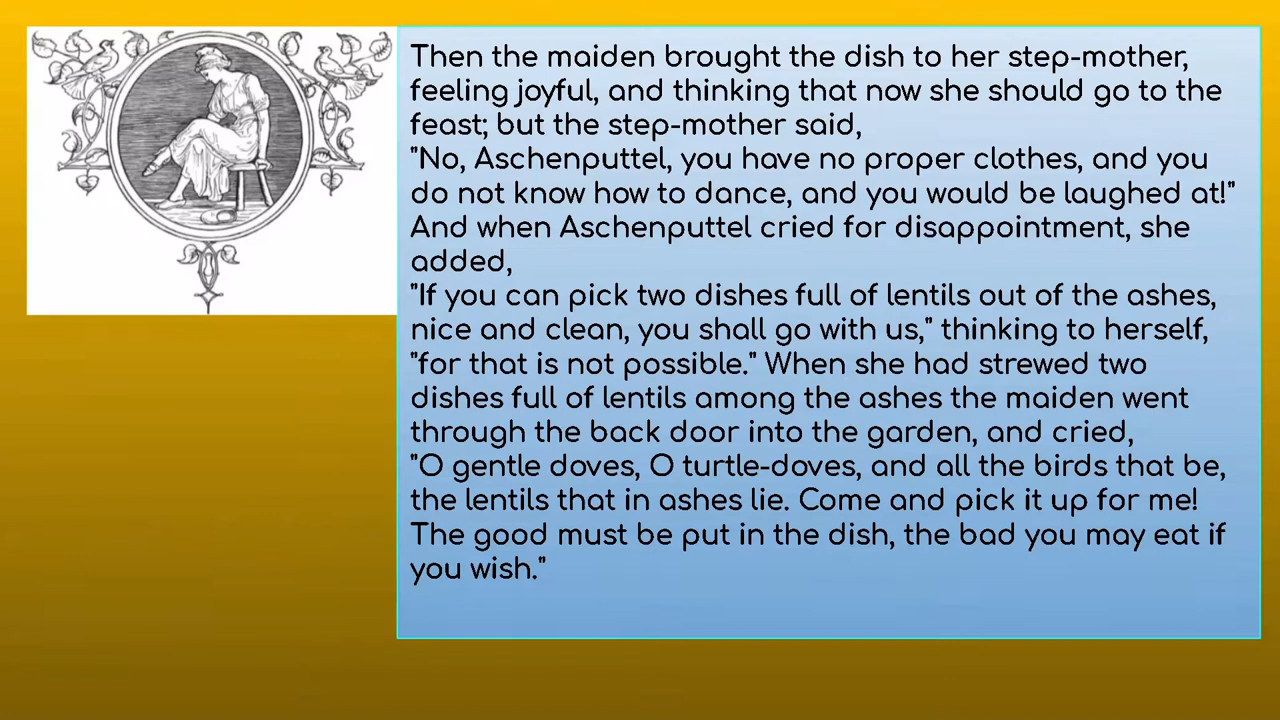 Then the maiden brought the dish to her step-mother,
feeling joyful, and thinking that now she should go to the
feast; but the step-mother said,
"No, Aschenputtel, you have no proper clothes, and you
do not know how to dance, and you would be laughed at!"
And when Aschenputtel cried for disappointment, she
added,
"If you can pick two dishes full of lentils out of the ashes,
nice and clean, you shall go with us," thinking to herself,
"for that is not possible." When she had strewed two
dishes full of lentils among the ashes the maiden went
through the back door into the garden, and cried,
"O gentle doves, O turtle-doves, and all the birds that be,
the lentils that in ashes lie. Come and pick it up for me!
The good must be put in the dish, the bad you may eat if
you wish."